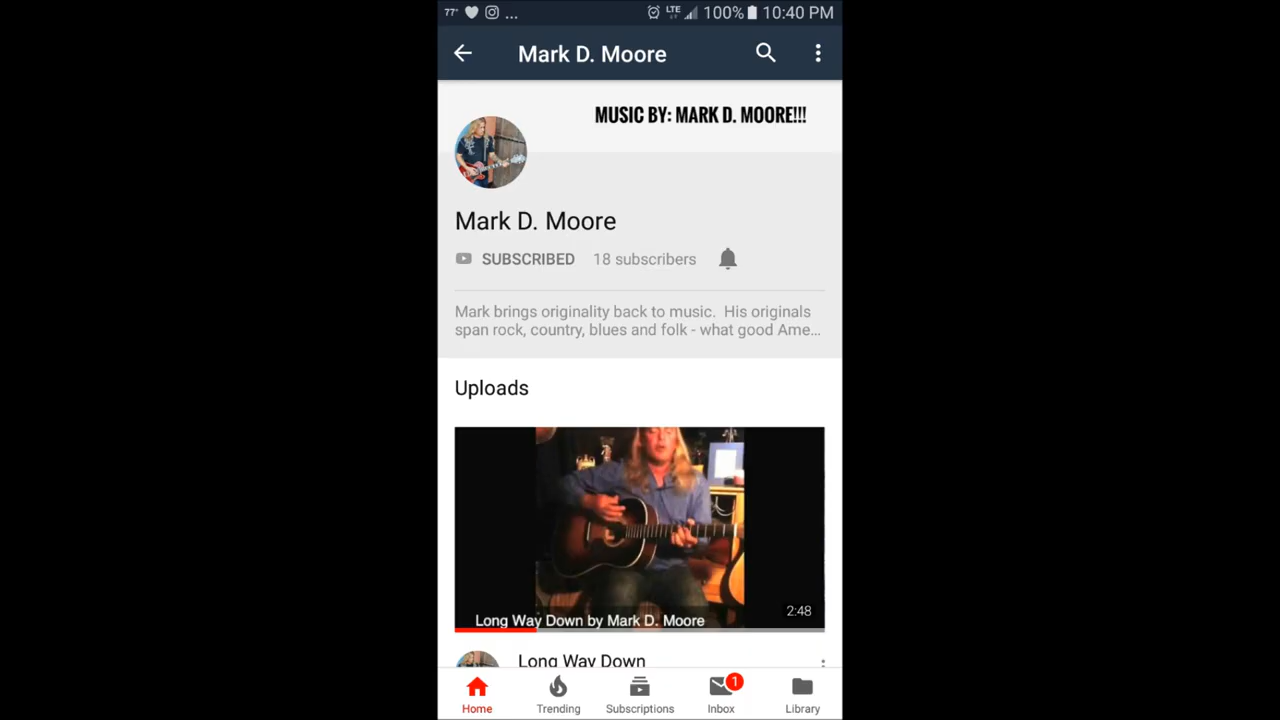 77° ... LTE 100% 10:40 PM
Mark D. Moore
MUSIC BY: MARK D. MOORE!!!
Mark D. Moore
SUBSCRIBED 18 subscribers
Mark brings originality back to music. His originals
span rock, country, blues and folk - what good Ame...
Uploads
2:48
Long Way Down by Mark D. Moore
Long Way Down
1
Home Trending Subscriptions Inbox Library